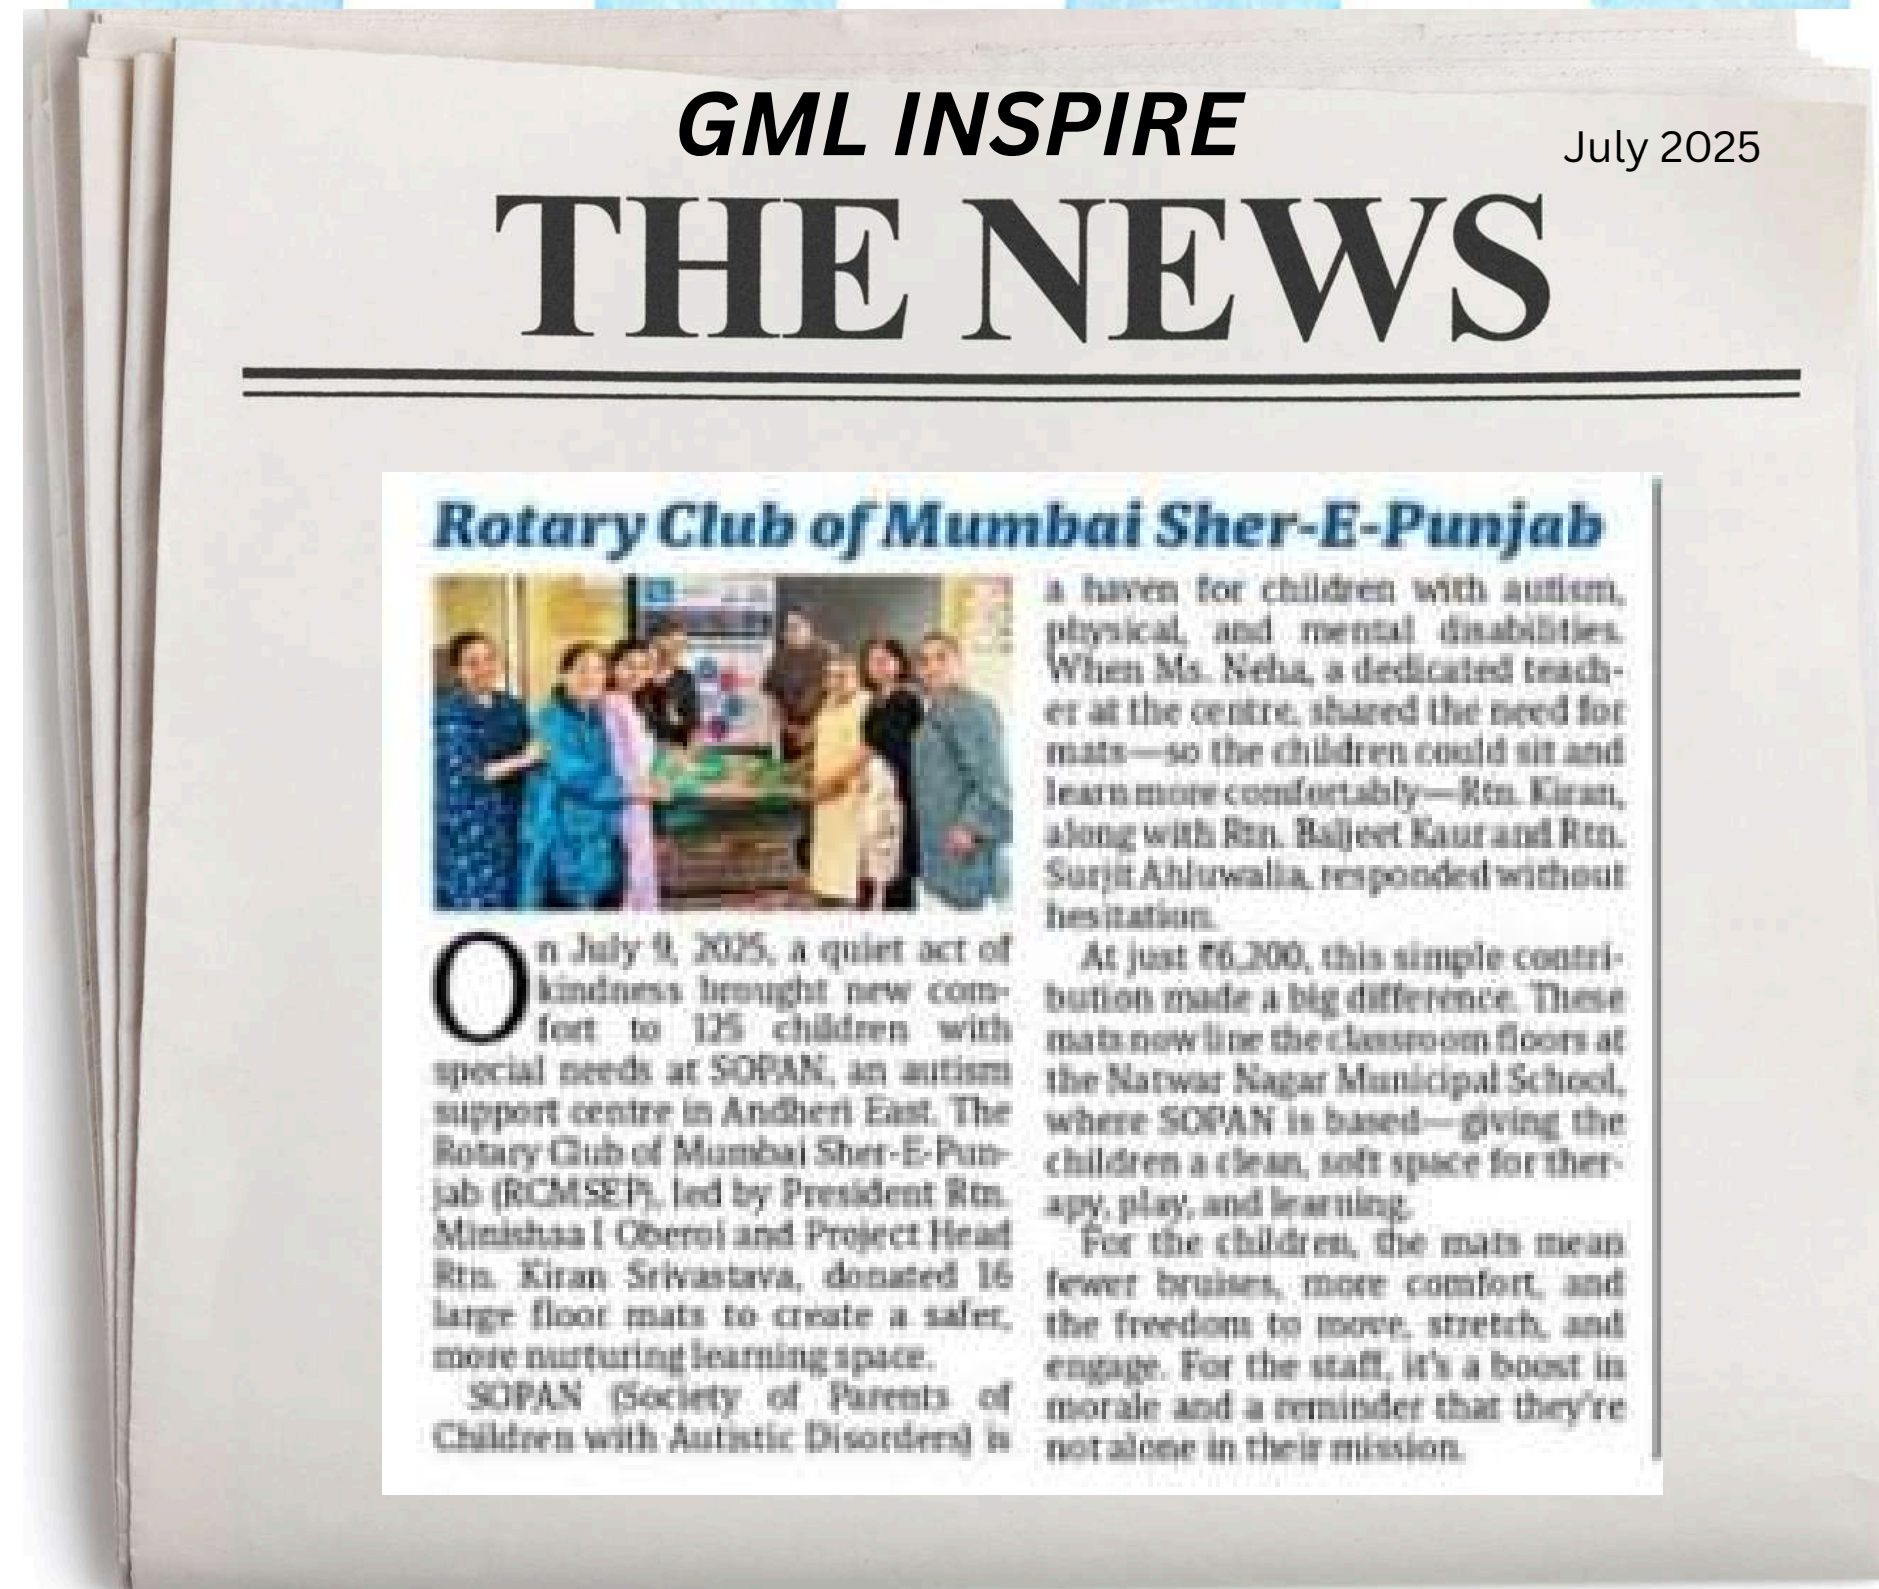 GML INSPIRE
July 2025
THE NEWS
Rotary Club of Mumbai Sher-E-Punjab
On July 9, 2025, a quiet act of
kindness brought new com-
fort to 125 children with
special needs at SOPAN, an autism
support centre in Andheri East. The
Rotary Club of Mumbai Sher-E-Pun-
jab (RCMSEP), led by President Rtn.
Minishaa I Oberoi and Project Head
Rtn. Kiran Srivastava, donated 16
large floor mats to create a safer,
more nurturing learning space.
SOPAN (Society of Parents of
Children with Autistic Disorders) is
a haven for children with autism,
physical, and mental disabilities.
When Ms. Neha, a dedicated teach-
er at the centre, shared the need for
mats—so the children could sit and
learn more comfortably—Rtn. Kiran,
along with Rtn. Baljeet Kaur and Rtn.
Surjit Ahluwalia, responded without
hesitation.
At just ₹6,200, this simple contri-
bution made a big difference. These
mats now line the classroom floors at
the Natwar Nagar Municipal School,
where SOPAN is based—giving the
children a clean, soft space for ther-
apy, play, and learning.
For the children, the mats mean
fewer bruises, more comfort, and
the freedom to move, stretch, and
engage. For the staff, it's a boost in
morale and a reminder that they're
not alone in their mission.